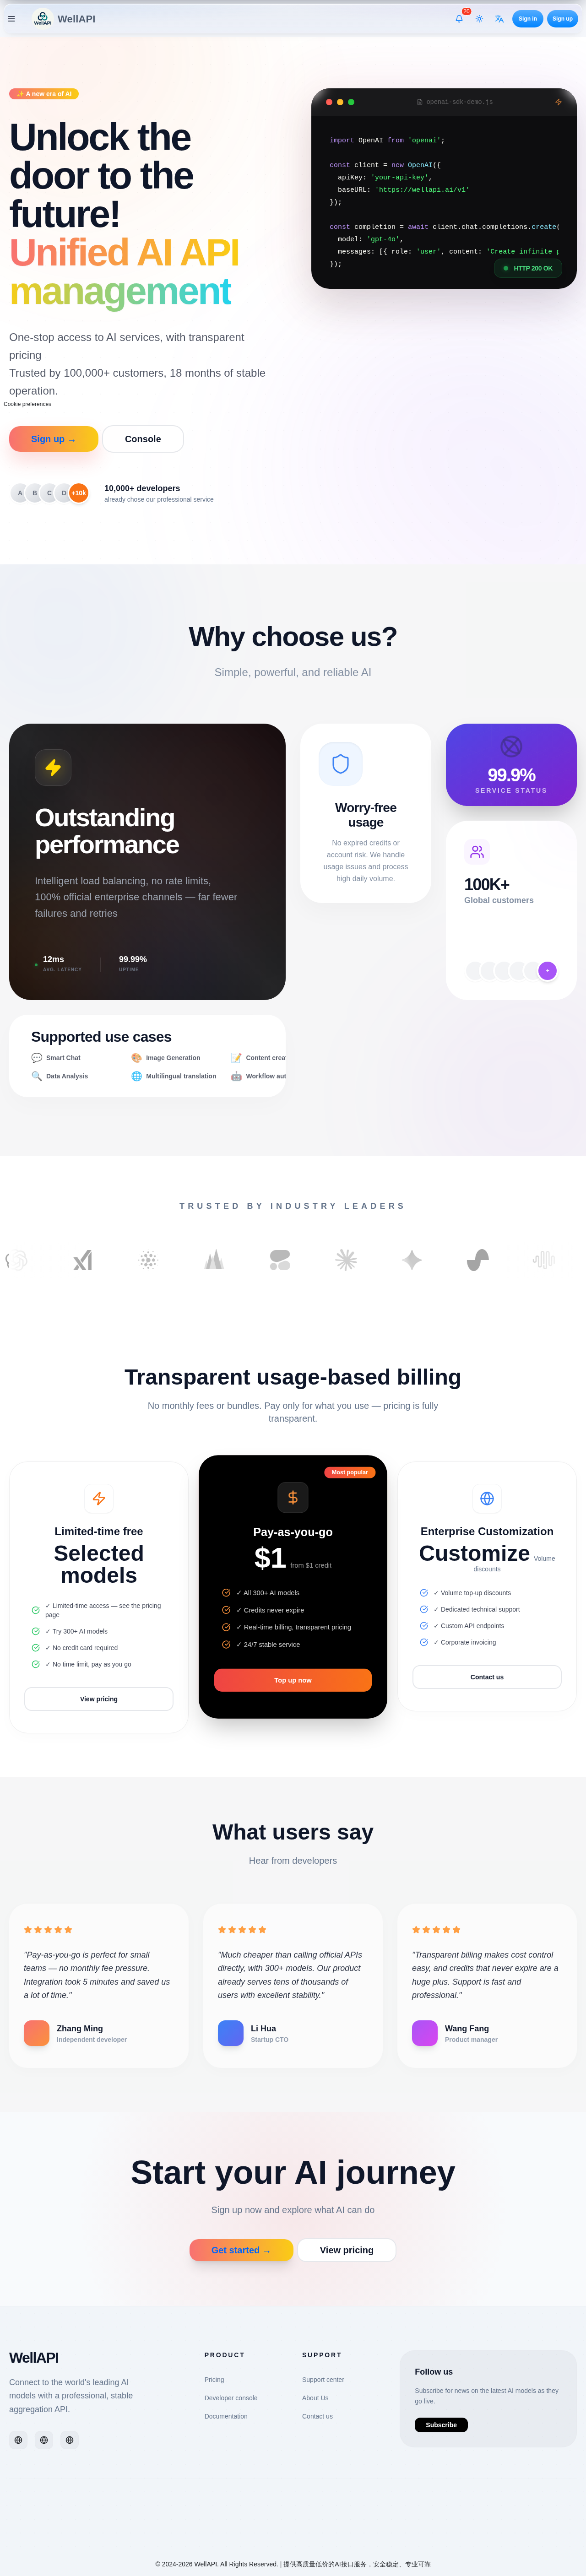 WellAPI
WellAPI
20
Sign in
Sign up
✨ A new era of AI
Unlock the
door to the
future!
Unified AI API
management
One-stop access to AI services, with transparent
pricing
Trusted by 100,000+ customers, 18 months of stable
operation.
Cookie preferences
Sign up →
Console
A
B
C
D
+10k
10,000+ developers
already chose our professional service
openai-sdk-demo.js
import OpenAI from 'openai';
const client = new OpenAI({
apiKey: 'your-api-key',
baseURL: 'https://wellapi.ai/v1'
});
const completion = await client.chat.completions.create(
model: 'gpt-4o',
messages: [{ role: 'user', content: 'Create infinite
});
HTTP 200 OK
Why choose us?
Simple, powerful, and reliable AI
Outstanding
performance
Intelligent load balancing, no rate limits,
100% official enterprise channels — far fewer
failures and retries
12ms
AVG. LATENCY
99.99%
UPTIME
Worry-free
usage
No expired credits or
account risk. We handle
usage issues and process
high daily volume.
99.9%
SERVICE STATUS
100K+
Global customers
+
Supported use cases
💬 Smart Chat
🎨 Image Generation
📝 Content crea
🔍 Data Analysis
🌐 Multilingual translation
🤖 Workflow aut
TRUSTED BY INDUSTRY LEADERS
Transparent usage-based billing
No monthly fees or bundles. Pay only for what you use — pricing is fully
transparent.
Limited-time free
Selected
models
✓ Limited-time access — see the pricing
page
✓ Try 300+ AI models
✓ No credit card required
✓ No time limit, pay as you go
View pricing
Most popular
Pay-as-you-go
$1 from $1 credit
✓ All 300+ AI models
✓ Credits never expire
✓ Real-time billing, transparent pricing
✓ 24/7 stable service
Top up now
Enterprise Customization
Customize Volume
discounts
✓ Volume top-up discounts
✓ Dedicated technical support
✓ Custom API endpoints
✓ Corporate invoicing
Contact us
What users say
Hear from developers
"Pay-as-you-go is perfect for small
teams — no monthly fee pressure.
Integration took 5 minutes and saved us
a lot of time."
Zhang Ming
Independent developer
"Much cheaper than calling official APIs
directly, with 300+ models. Our product
already serves tens of thousands of
users with excellent stability."
Li Hua
Startup CTO
"Transparent billing makes cost control
easy, and credits that never expire are a
huge plus. Support is fast and
professional."
Wang Fang
Product manager
Start your AI journey
Sign up now and explore what AI can do
Get started →
View pricing
WellAPI
Connect to the world's leading AI
models with a professional, stable
aggregation API.
PRODUCT
Pricing
Developer console
Documentation
SUPPORT
Support center
About Us
Contact us
Follow us
Subscribe for news on the latest AI models as they
go live.
Subscribe
© 2024-2026 WellAPI. All Rights Reserved. | 提供高质量低价的AI接口服务，安全稳定、专业可靠